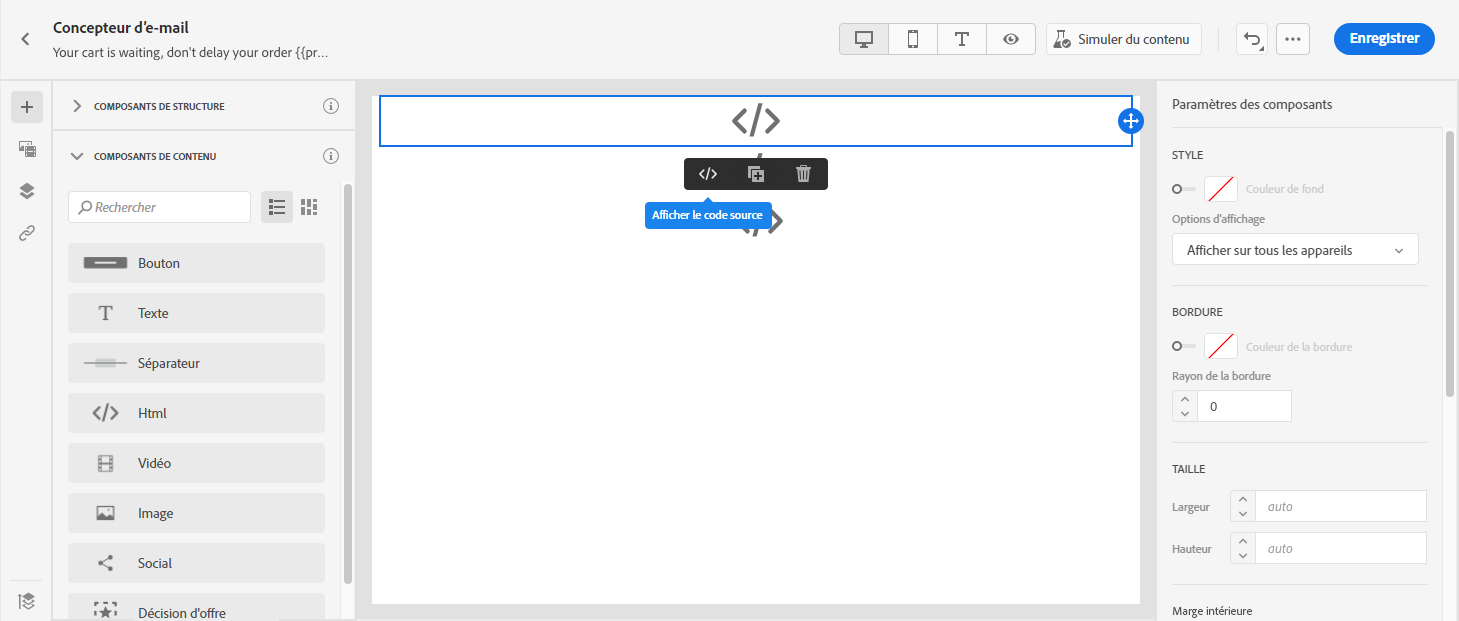 Concepteur d'e-mail
Your cart is waiting, don't delay your order {{pr...
Simuler du contenu
Enregistrer
COMPOSANTS DE STRUCTURE
COMPOSANTS DE CONTENU
Rechercher
Bouton
Texte
Séparateur
Html
Vidéo
Image
Social
Décision d'offre
Afficher le code source
Paramètres des composants
STYLE
Couleur de fond
Options d'affichage
Afficher sur tous les appareils
BORDURE
Couleur de la bordure
Rayon de la bordure
0
TAILLE
Largeur
auto
Hauteur
auto
Marge intérieure